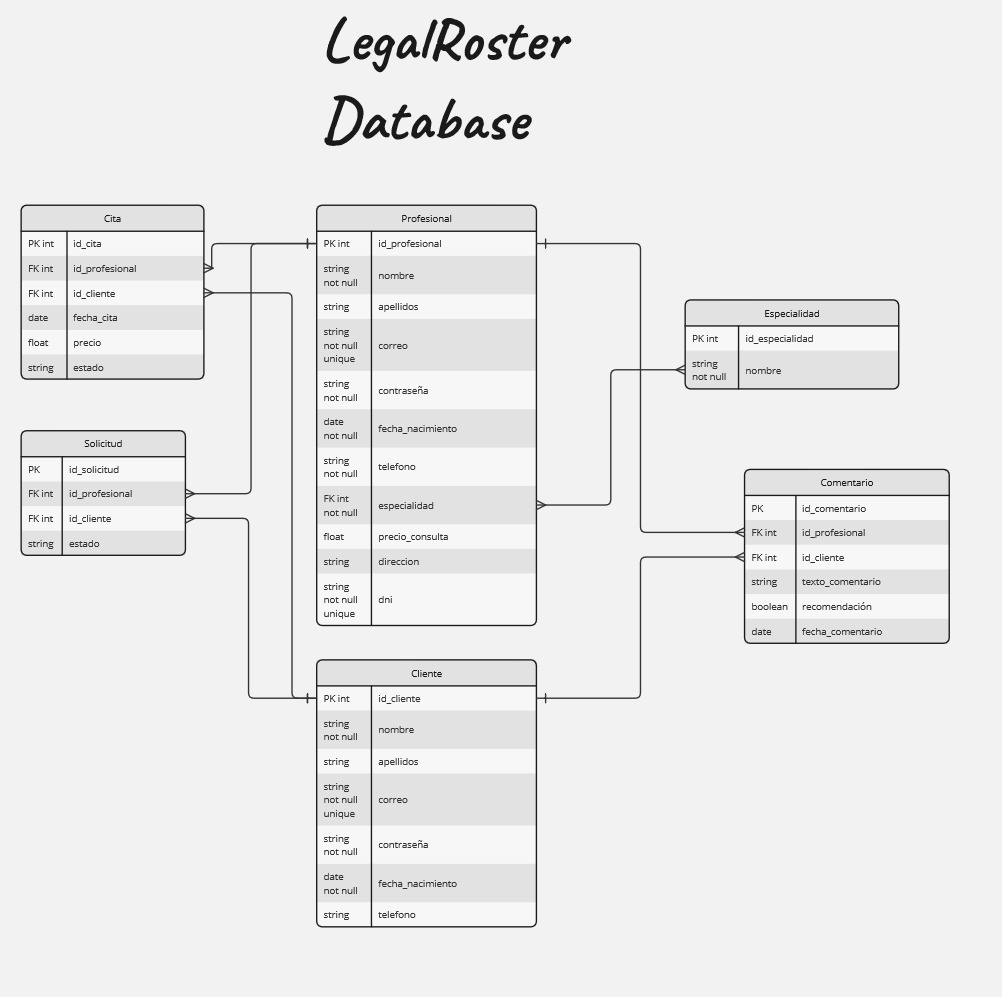 LegalRoster
Database
Cita
PK int id_cita
FK int id_profesional
FK int id_cliente
date fecha_cita
float precio
string estado
Solicitud
PK id_solicitud
FK int id_profesional
FK int id_cliente
string estado
Profesional
PK int id_profesional
string
not null
nombre
string apellidos
string
not null
unique
correo
string
not null
contraseña
date
not null
fecha_nacimiento
string
not null
telefono
FK int
not null
especialidad
float precio_consulta
string direccion
string
not null
unique
dni
Cliente
PK int id_cliente
string
not null
nombre
string apellidos
string
not null
unique
correo
string
not null
contraseña
date
not null
fecha_nacimiento
string telefono
Especialidad
PK int id_especialidad
string
not null
nombre
Comentario
PK id_comentario
FK int id_profesional
FK int id_cliente
string texto_comentario
boolean recomendación
date fecha_comentario